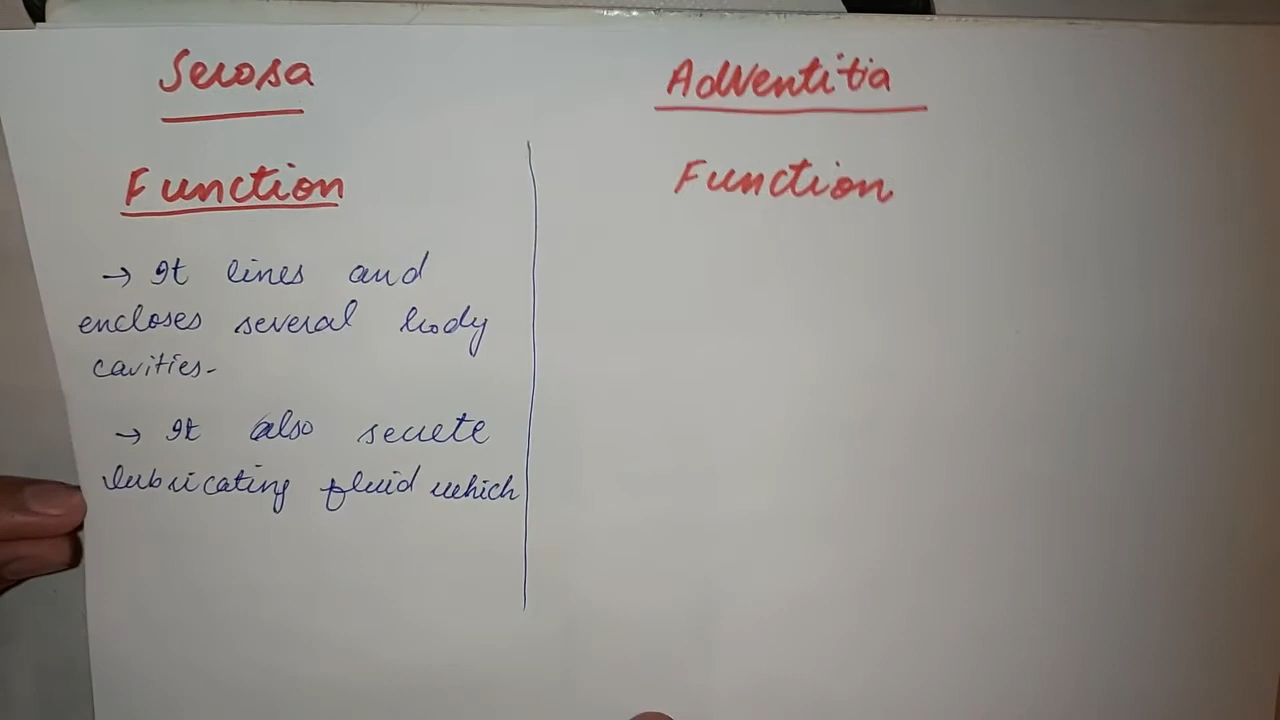 Serosa
Function
→ It lines and
encloses several body
cavities-
→ It also secrete
lubricating fluid which
Adventitia
Function